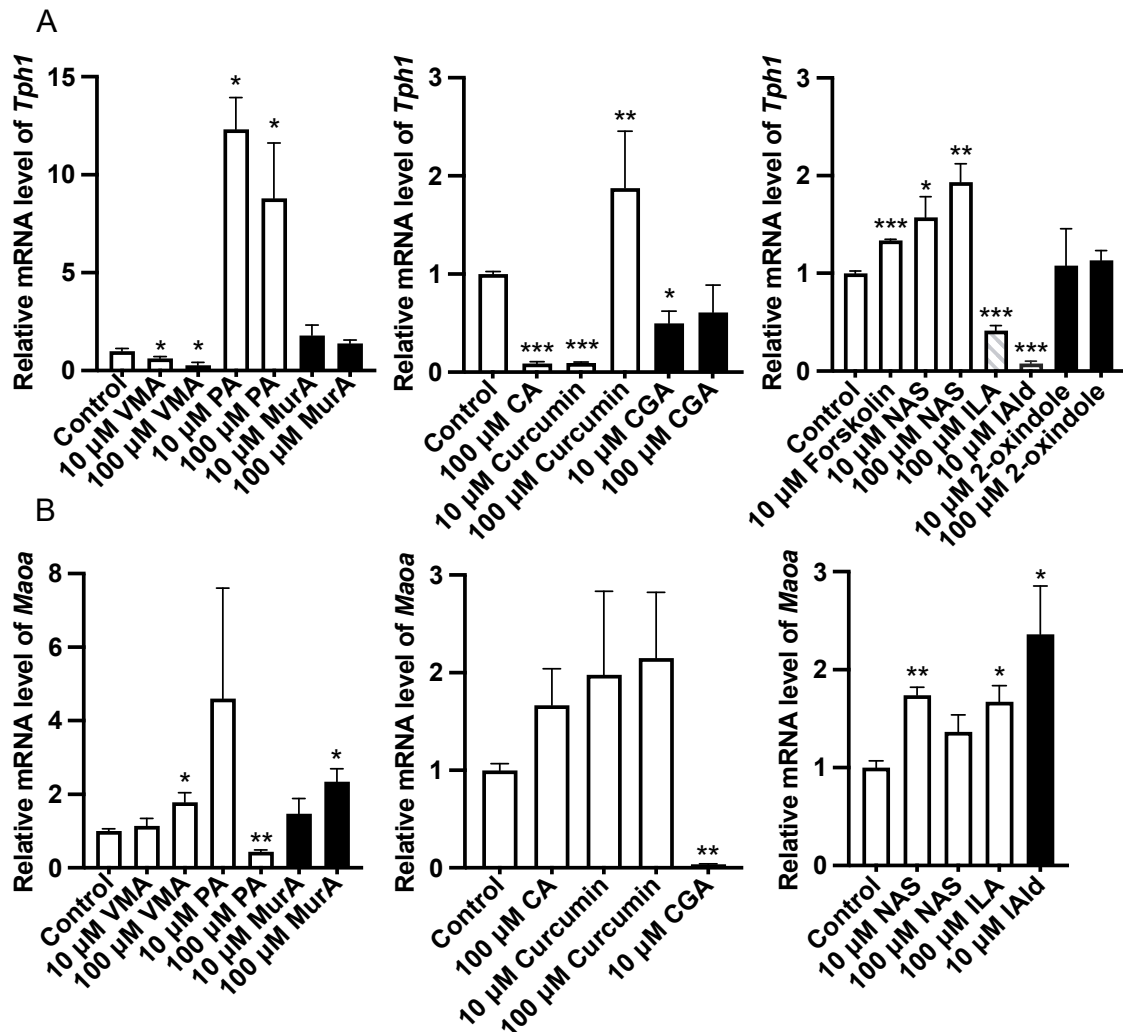 A
Relative mRNA level of Tph1
15
10
5
0
*
*
*
*
Control
10 µM VMA
100 µM VMA
10 µM PA
100 µM PA
10 µM MurA
100 µM MurA
Relative mRNA level of Tph1
3
2
1
0
***
***
**
*
Control
100 µM CA
10 µM Curcumin
100 µM Curcumin
10 µM CGA
100 µM CGA
Relative mRNA level of Tph1
3
2
1
0
***
*
**
***
***
Control
10 µM Forskolin
10 µM NAS
100 µM NAS
100 µM ILA
10 µM IAld
10 µM 2-oxindole
100 µM 2-oxindole
B
Relative mRNA level of Maoa
8
6
4
2
0
*
**
*
Control
10 µM VMA
100 µM VMA
10 µM PA
100 µM PA
10 µM MurA
100 µM MurA
Relative mRNA level of Maoa
3
2
1
0
**
Control
100 µM CA
10 µM Curcumin
100 µM Curcumin
10 µM CGA
Relative mRNA level of Maoa
3
2
1
0
**
*
*
Control
10 µM NAS
100 µM NAS
100 µM ILA
10 µM IAld